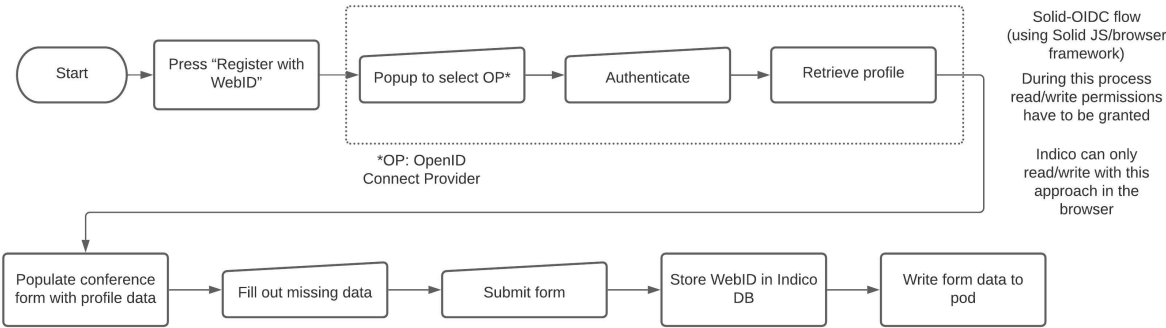 Start
Press “Register with
WebID”
Popup to select OP*
Authenticate
Retrieve profile
Solid-OIDC flow
(using Solid JS/browser
framework)
During this process
read/write permissions
have to be granted
Indico can only
read/write with this
approach in the
browser
*OP: OpenID
Connect Provider
Populate conference
form with profile data
Fill out missing data
Submit form
Store WebID in Indico
DB
Write form data to
pod